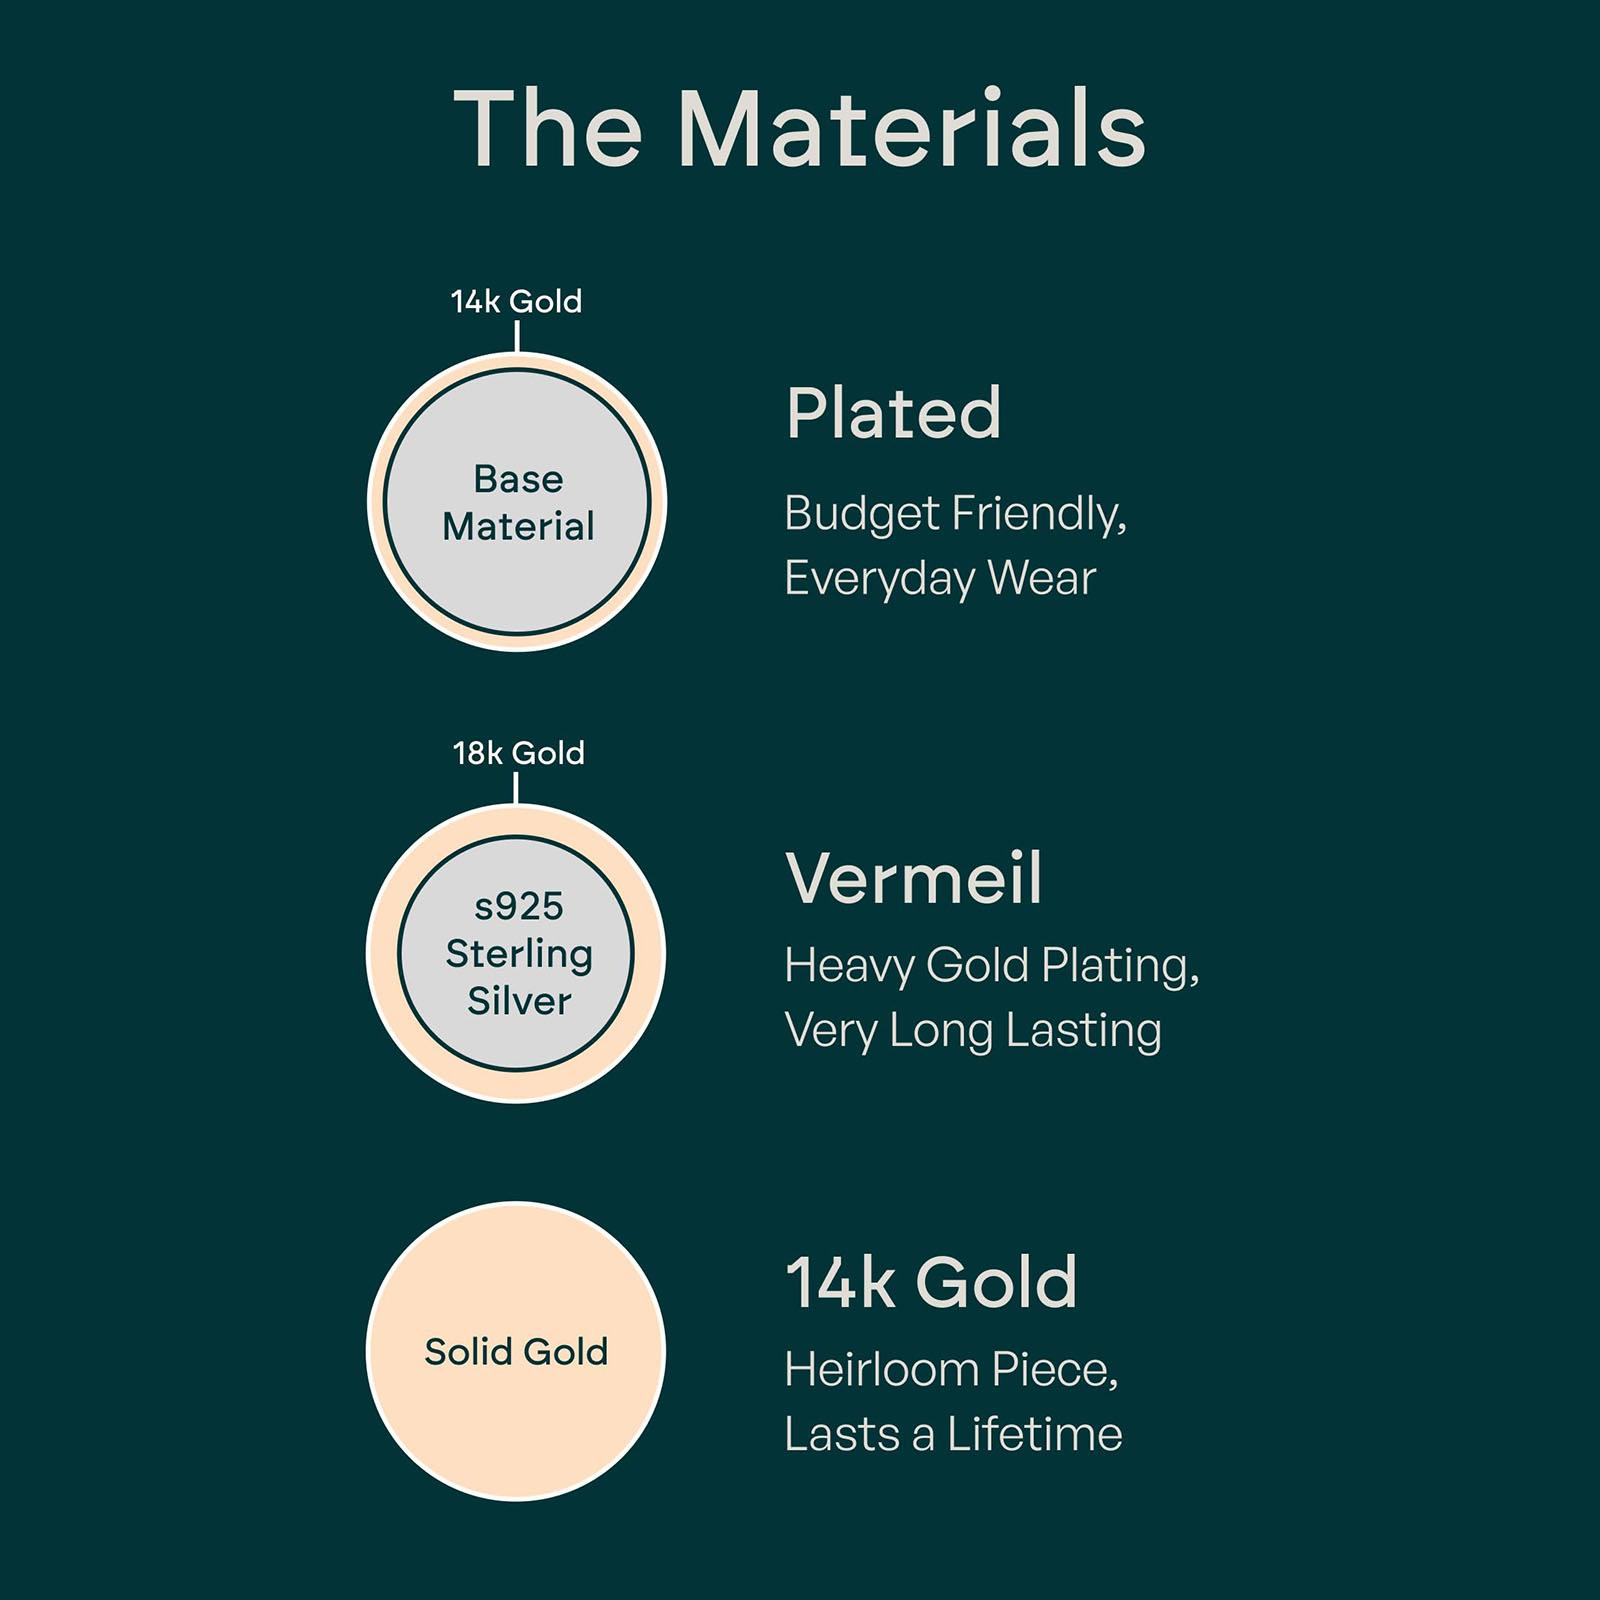 The Materials
14k Gold
Base
Material
Plated
Budget Friendly,
Everyday Wear
18k Gold
s925
Sterling
Silver
Vermeil
Heavy Gold Plating,
Very Long Lasting
Solid Gold
14k Gold
Heirloom Piece,
Lasts a Lifetime